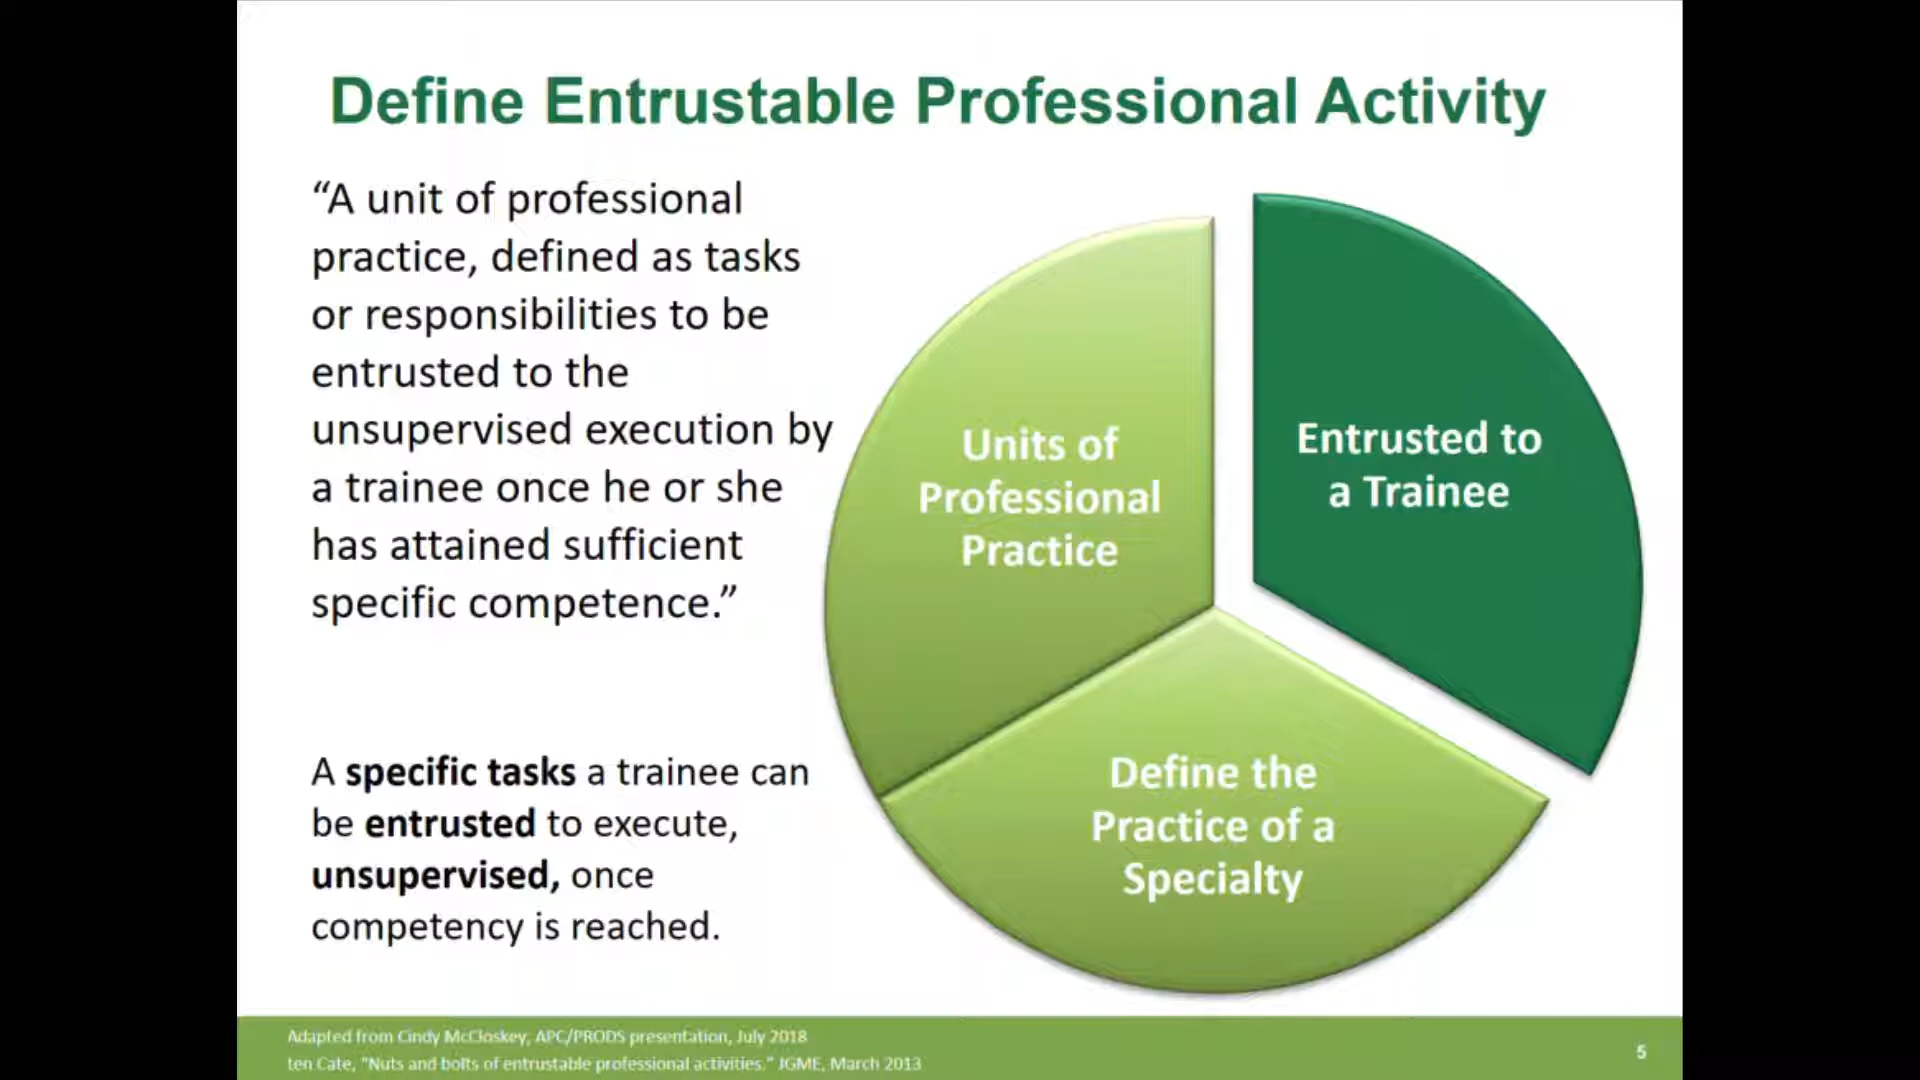 Define Entrustable Professional Activity
“A unit of professional
practice, defined as tasks
or responsibilities to be
entrusted to the
unsupervised execution by
a trainee once he or she
has attained sufficient
specific competence.”
A specific tasks a trainee can
be entrusted to execute,
unsupervised, once
competency is reached.
Units of
Professional
Practice
Entrusted to
a Trainee
Define the
Practice of a
Specialty
Adapted from Cindy McCloskey, APC/PRODS presentation, July 2018
ten Cate, "Nuts and bolts of entrustable professional activities." JGME, March 2013
5